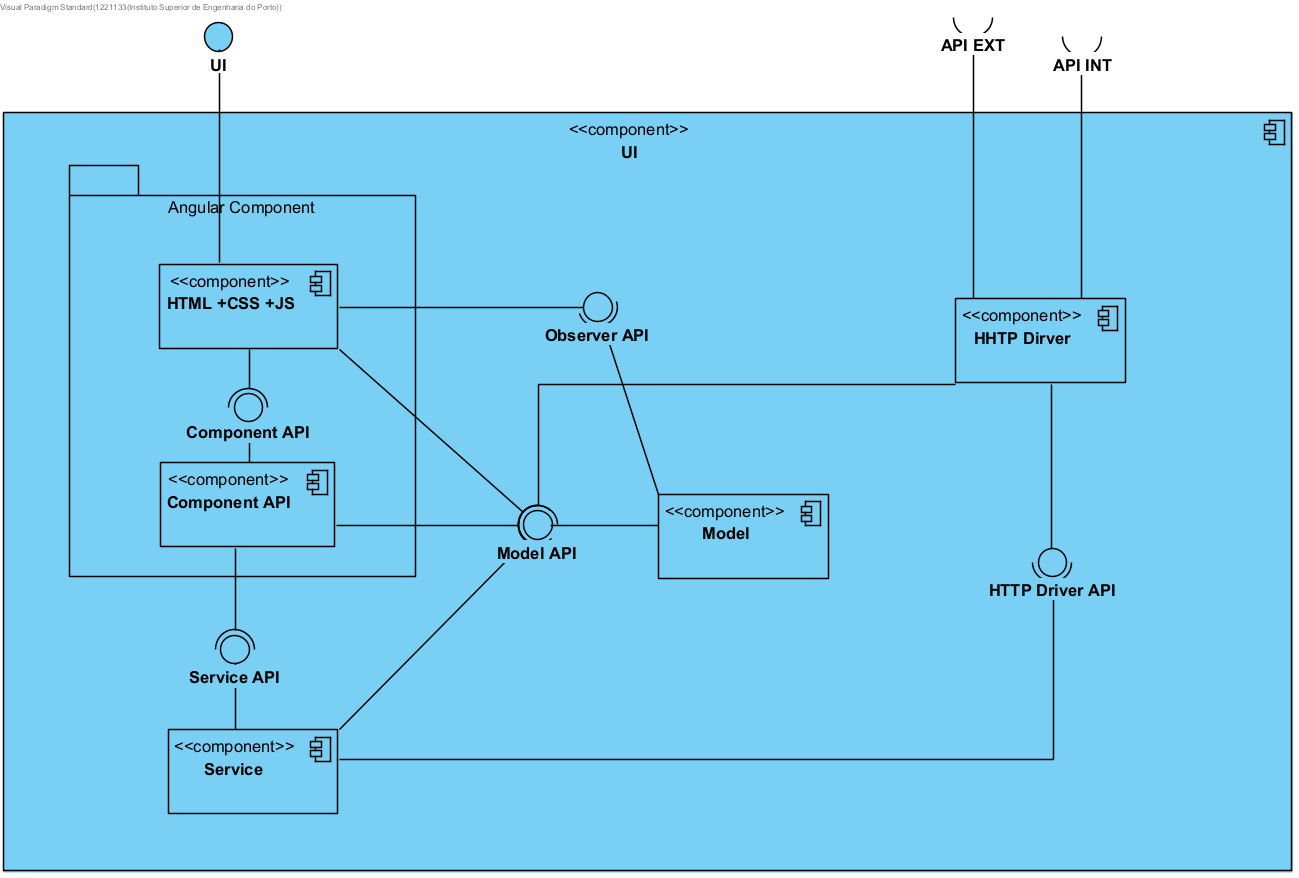 Visual Paradigm Standard(1221133(Instituto Superior de Engenharia do Porto))
UI
API EXT
API INT
<<component>>
UI
Angular Component
<<component>>
HTML +CSS +JS
Observer API
<<component>>
HHTP Dirver
Component API
<<component>>
Component API
<<component>>
Model
Model API
HTTP Driver API
Service API
<<component>>
Service